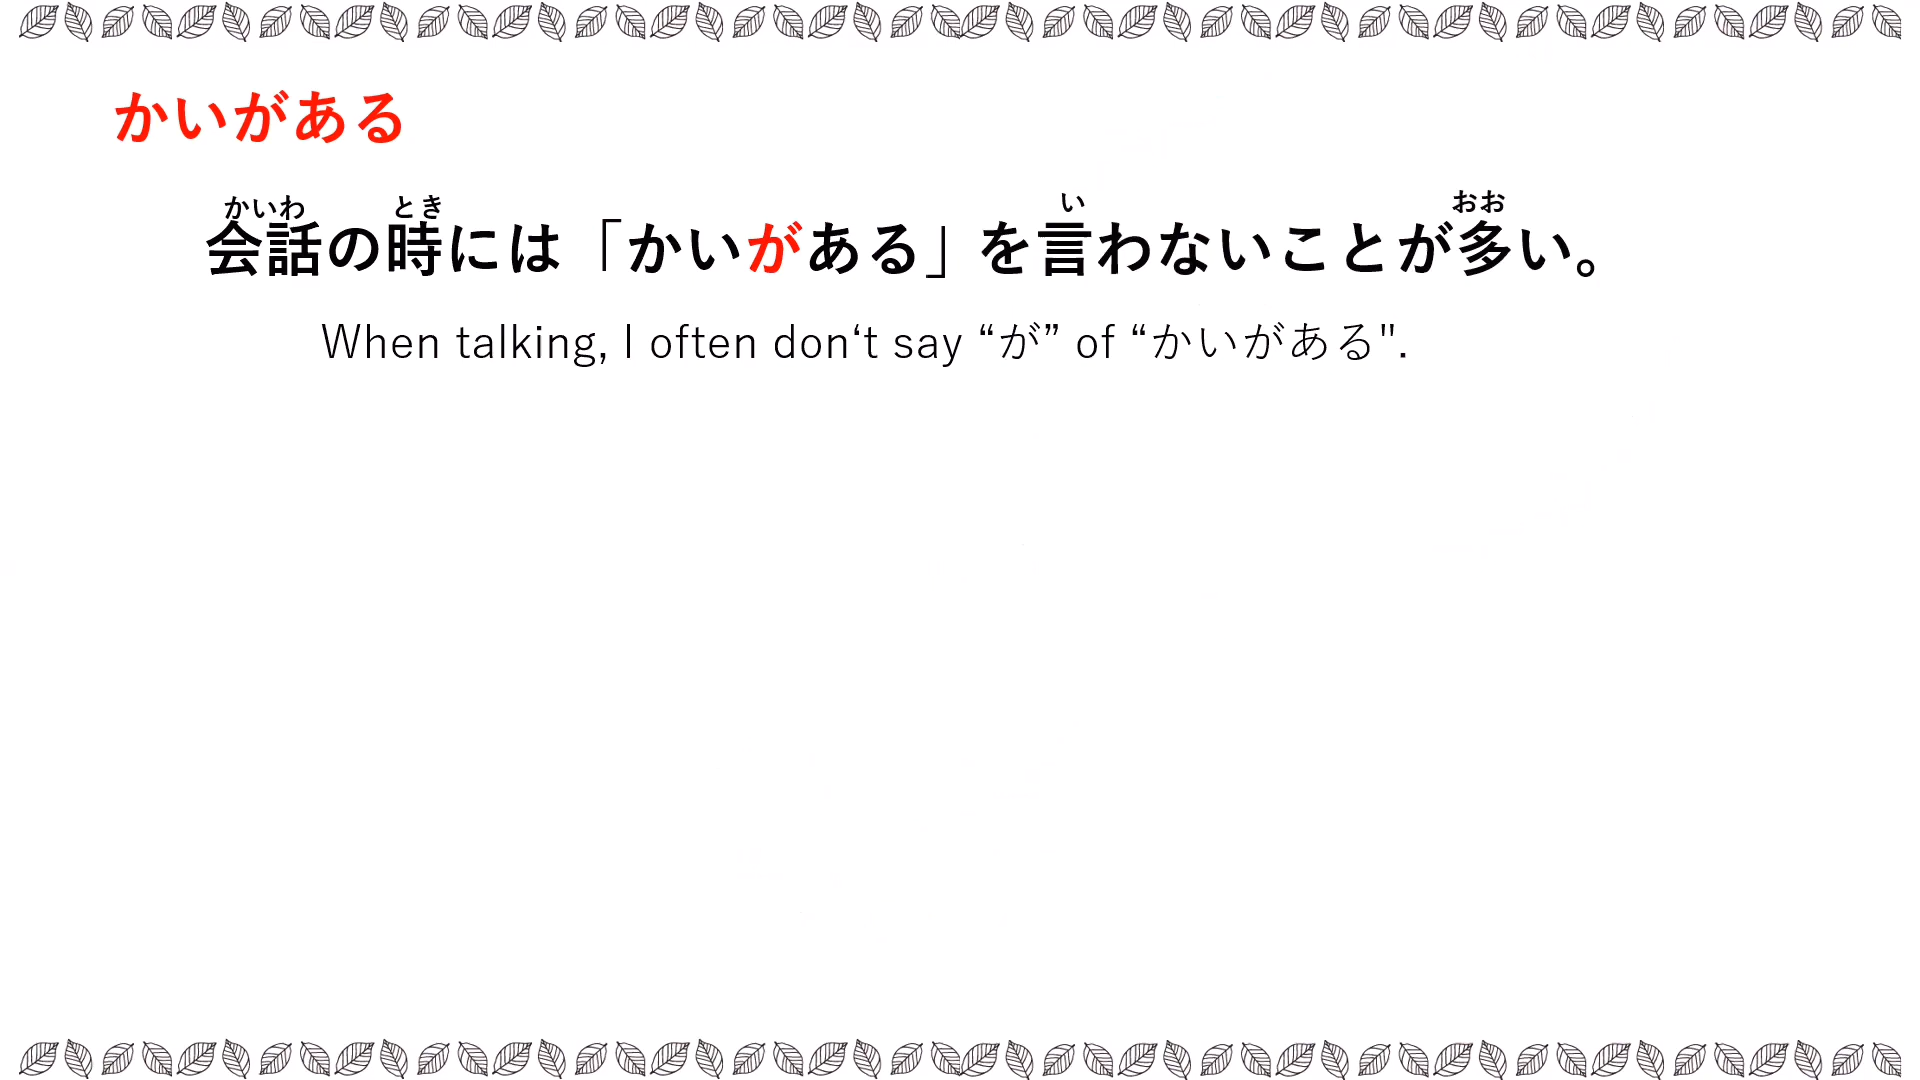 かいがある
かいわ とき い おお
会話の時には「かいがある」を言わないことが多い。
When talking, I often don‘t say “が” of “かいがある".